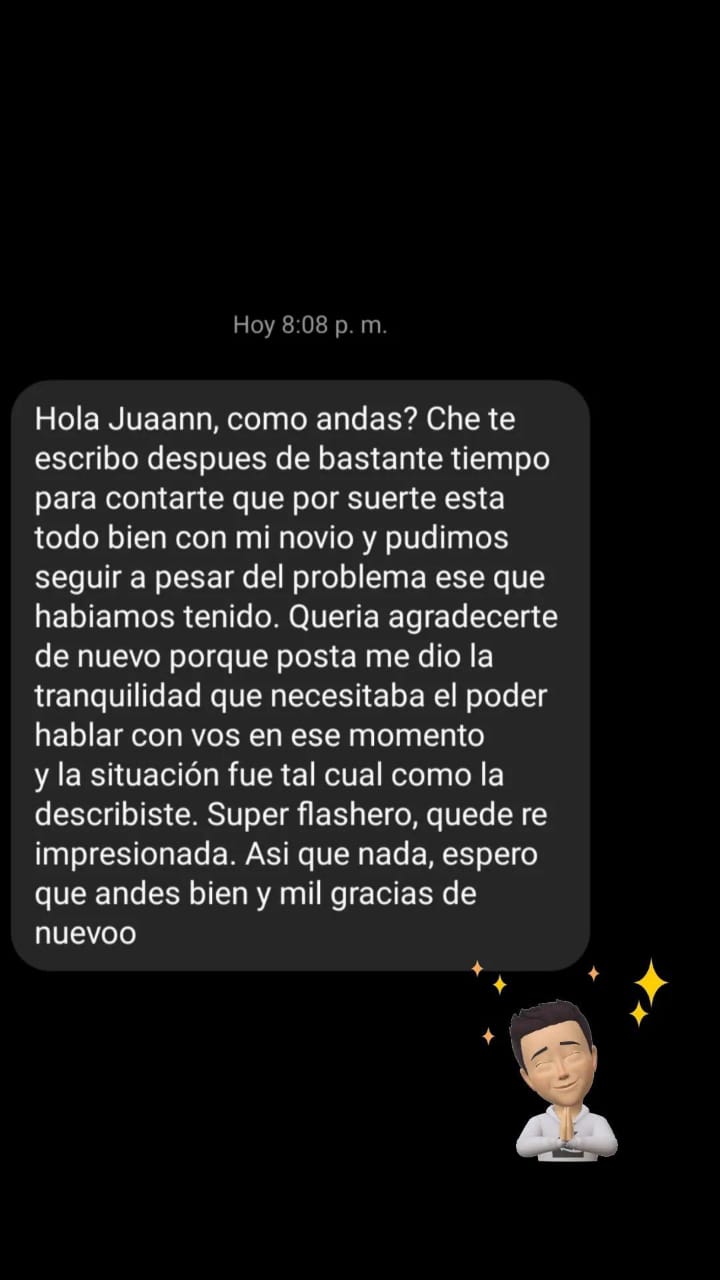 Hoy 8:08 p. m.
Hola Juaann, como andas? Che te
escribo despues de bastante tiempo
para contarte que por suerte esta
todo bien con mi novio y pudimos
seguir a pesar del problema ese que
habiamos tenido. Queria agradecerte
de nuevo porque posta me dio la
tranquilidad que necesitaba el poder
hablar con vos en ese momento
y la situación fue tal cual como la
describiste. Super flashero, quede re
impresionada. Asi que nada, espero
que andes bien y mil gracias de
nuevoo